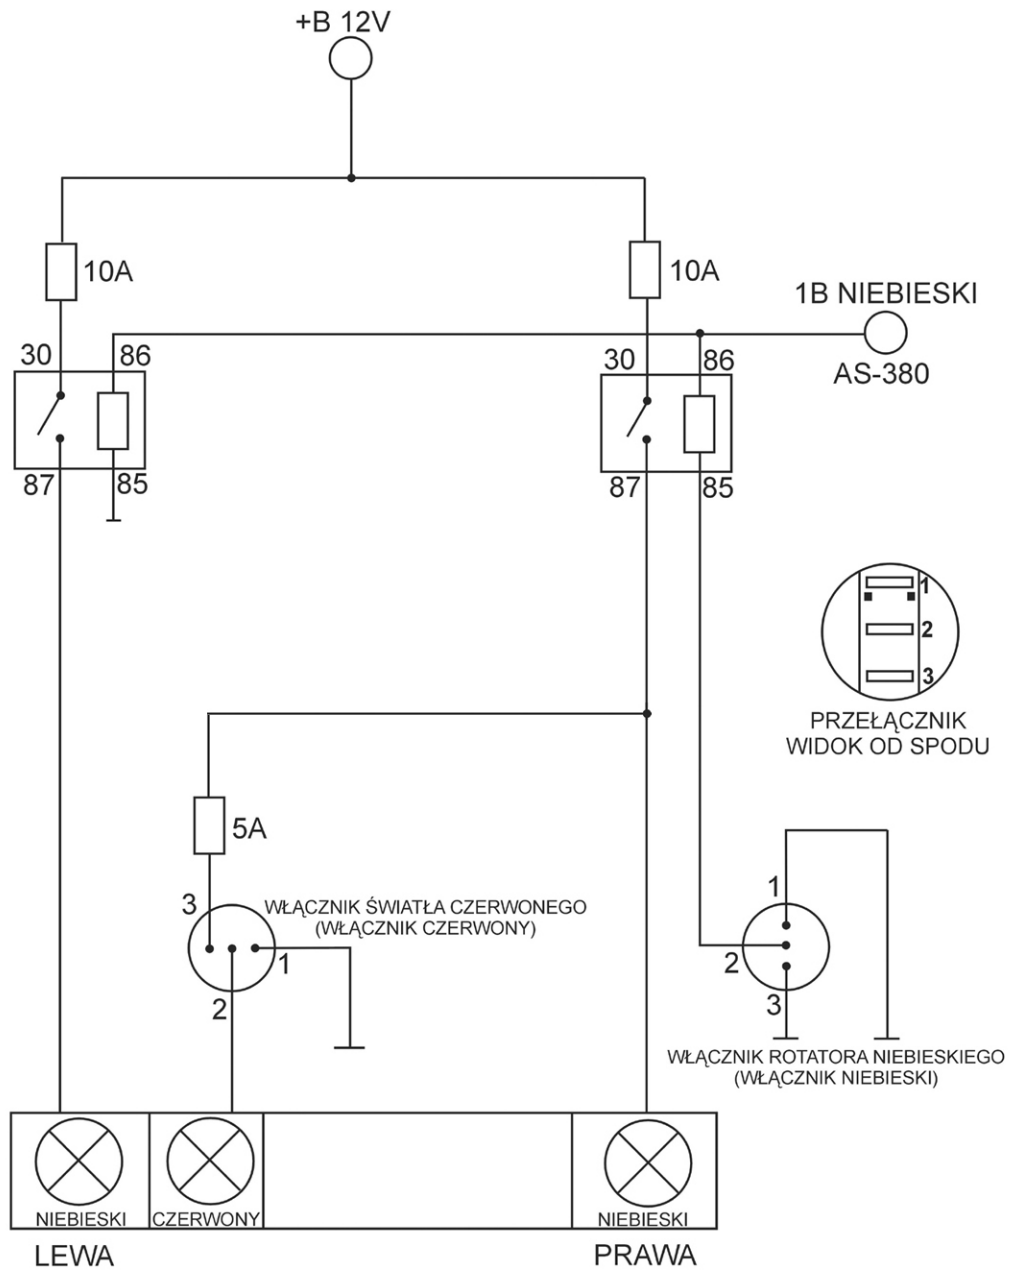 +B 12V
10A
10A
1B NIEBIESKI
AS-380
30
86
30
86
87
85
87
85
1
2
3
PRZEŁĄCZNIK
WIDOK OD SPODU
5A
3
WŁĄCZNIK ŚWIATŁA CZERWONEGO
(WŁĄCZNIK CZERWONY)
1
2
1
2
3
WŁĄCZNIK ROTATORA NIEBIESKIEGO
(WŁĄCZNIK NIEBIESKI)
NIEBIESKI
CZERWONY
NIEBIESKI
LEWA
PRAWA